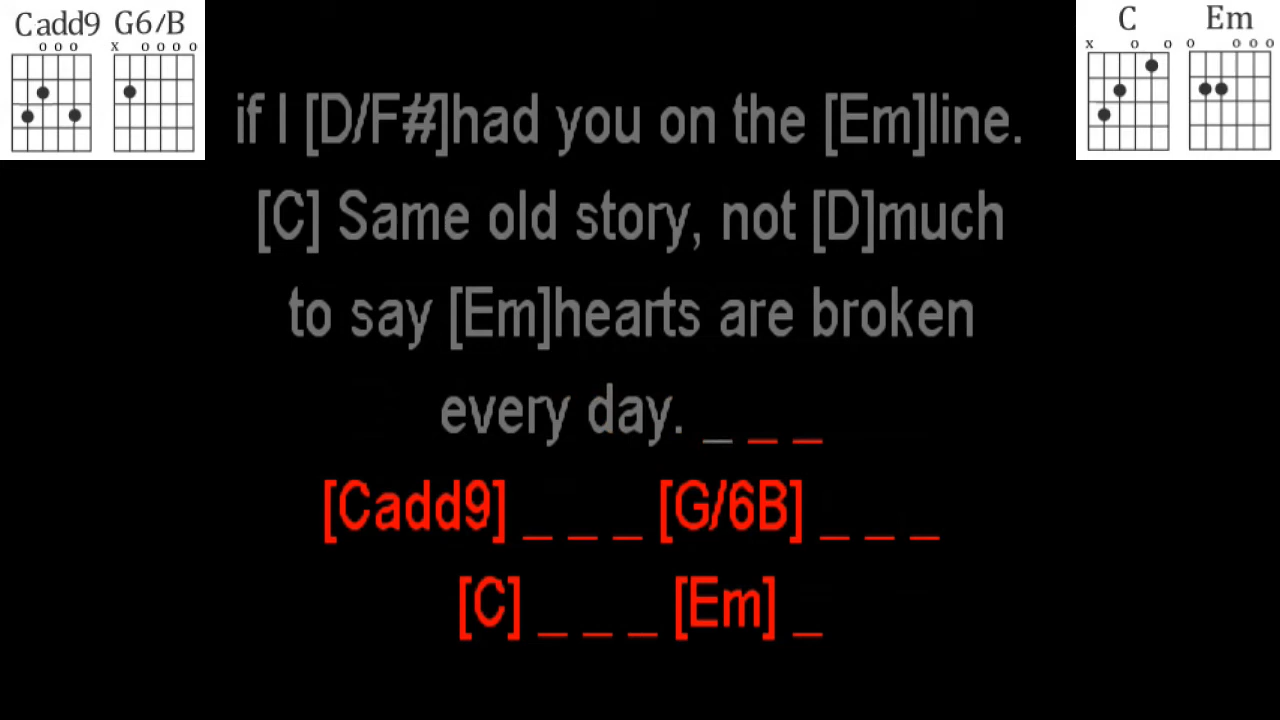 Cadd9 G6/B C Em
x o o o x o o o o x o o o o o o
if I [D/F#]had you on the [Em]line.
[C] Same old story, not [D]much
to say [Em]hearts are broken
every day. _ _ _
[Cadd9] _ _ _ [G/6B] _ _ _
[C] _ _ _ [Em] _